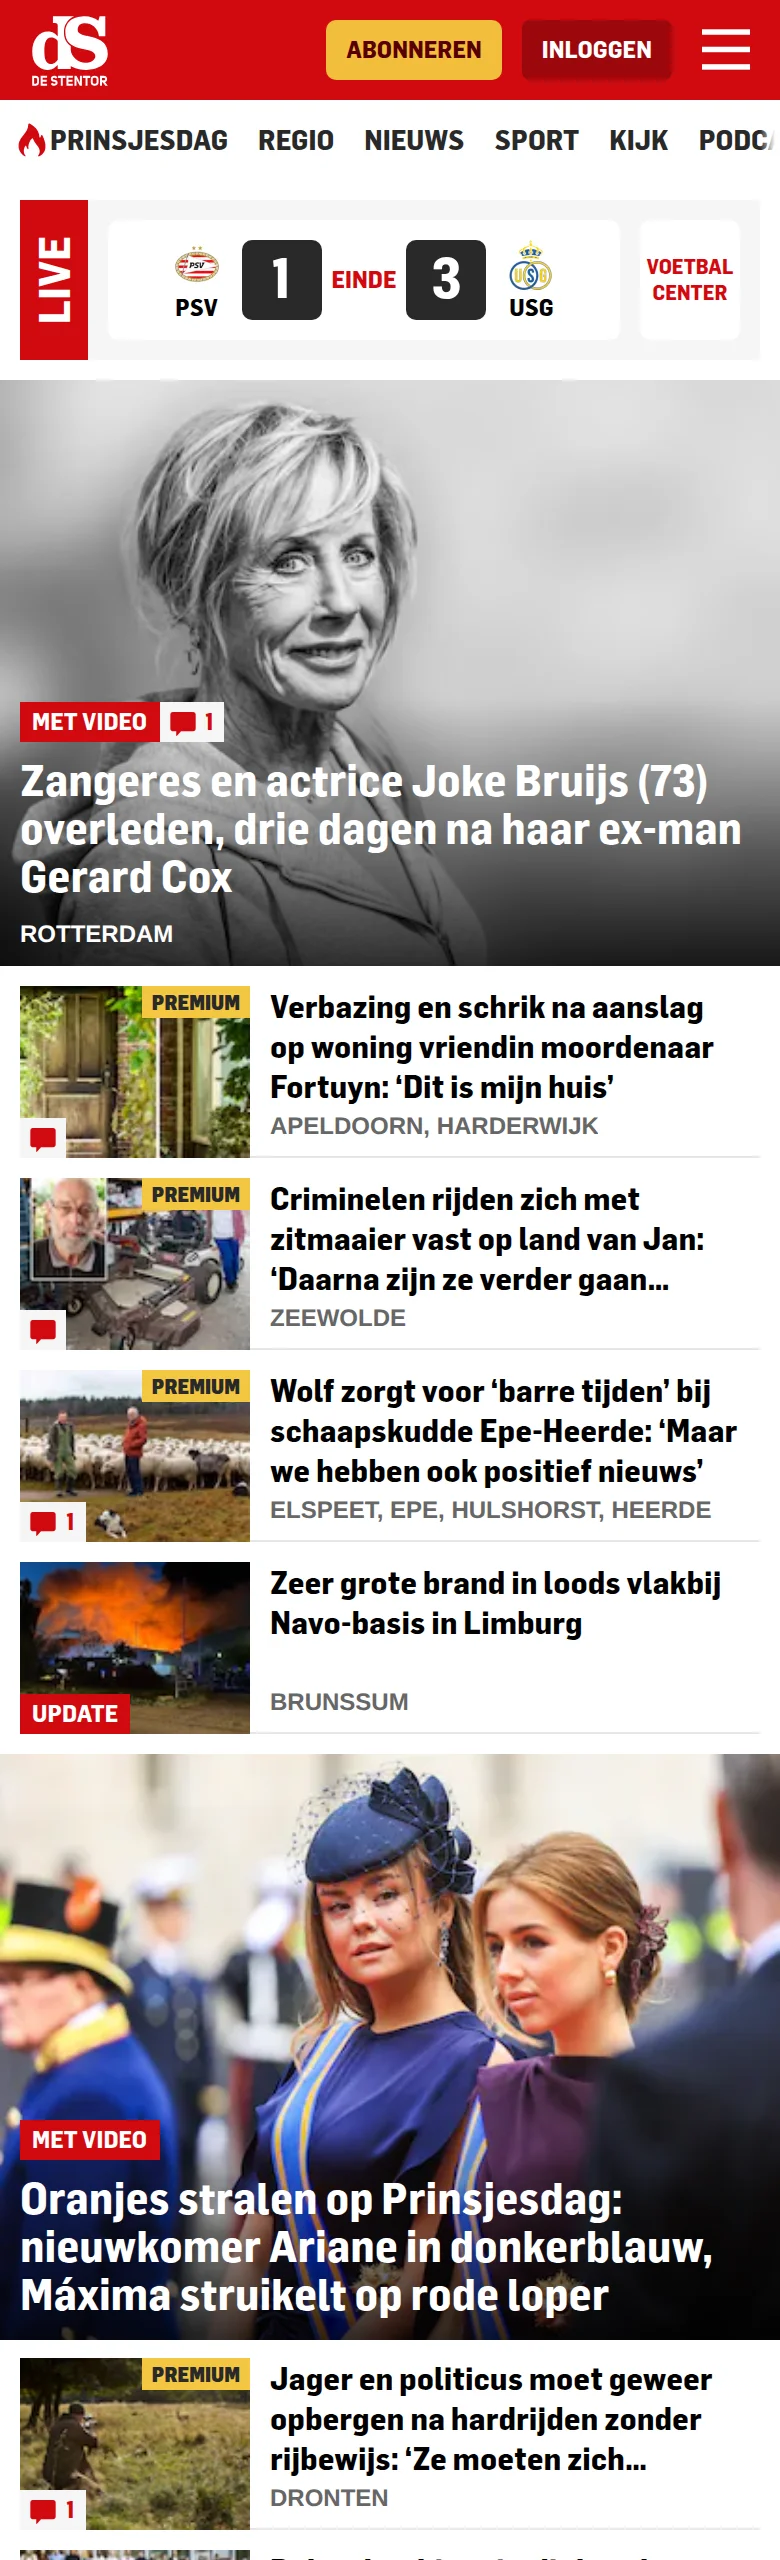 dS
DE STENTOR
ABONNEREN
INLOGGEN
PRINSJESDAG REGIO NIEUWS SPORT KIJK
LIVE
PSV
PSV
1
EINDE
3
USG
USG
VOETBAL
CENTER
MET VIDEO
1
Zangeres en actrice Joke Bruijs (73)
overleden, drie dagen na haar ex-man
Gerard Cox
ROTTERDAM
PREMIUM
Verbazing en schrik na aanslag
op woning vriendin moordenaar
Fortuyn: ‘Dit is mijn huis’
APELDOORN, HARDERWIJK
PREMIUM
Criminelen rijden zich met
zitmaaier vast op land van Jan:
‘Daarna zijn ze verder gaan...
ZEEWOLDE
PREMIUM
1
Wolf zorgt voor ‘barre tijden’ bij
schaapskudde Epe-Heerde: ‘Maar
we hebben ook positief nieuws’
ELSPEET, EPE, HULSHORST, HEERDE
UPDATE
Zeer grote brand in loods vlakbij
Navo-basis in Limburg
BRUNSSUM
MET VIDEO
Oranjes stralen op Prinsjesdag:
nieuwkomer Ariane in donkerblauw,
Máxima struikelt op rode loper
PREMIUM
1
Jager en politicus moet geweer
opbergen na hardrijden zonder
rijbewijs: ‘Ze moeten zich...
DRONTEN